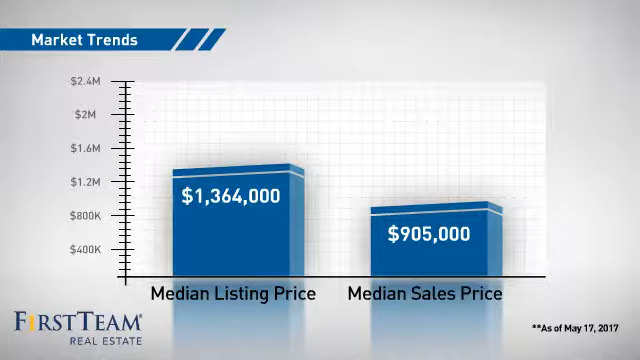 Market Trends
$2.4M
$2M
$1.6M
$1.2M
$800K
$400K
$1,364,000
$905,000
Median Listing Price
Median Sales Price
FIRSTTEAM®
REAL ESTATE
**As of May 17, 2017